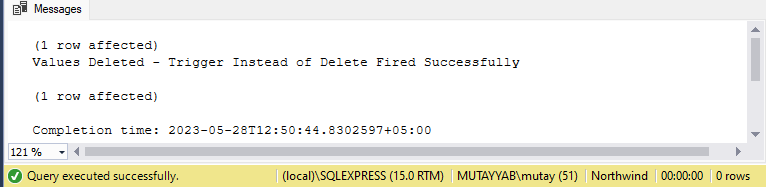 Messages
(1 row affected)
Values Deleted - Trigger Instead of Delete Fired Successfully
(1 row affected)
Completion time: 2023-05-28T12:50:44.8302597+05:00
121 %
Query executed successfully. (local)\SQLEXPRESS (15.0 RTM) MUTAYYAB\mutay (51) Northwind 00:00:00 0 rows